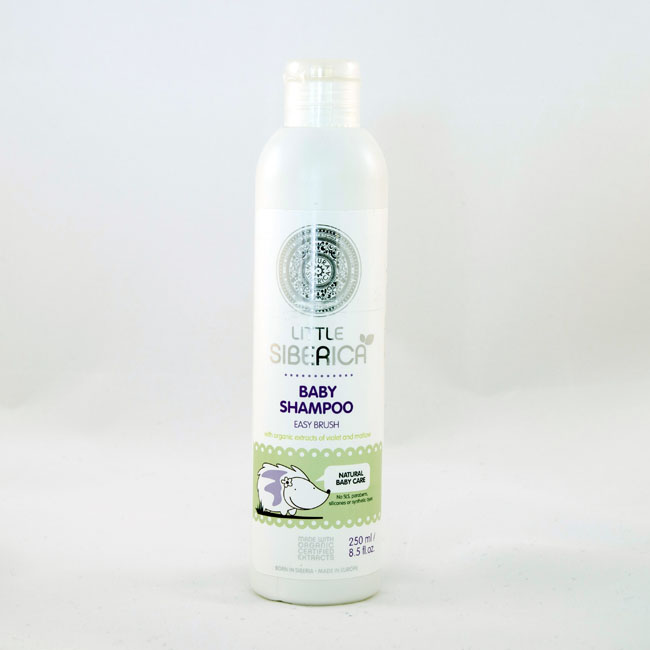 LITTLE
SIBERICA
BABY
SHAMPOO
EASY BRUSH
with organic extracts of violet and mallow
NATURAL
BABY CARE
No SLS, parabens,
silicones or synthetic
MADE WITH
ORGANIC
CERTIFIED
EXTRACTS
250 ml /
8.5 fl.oz.
BORN IN SIBERIA • MADE IN EUROPE